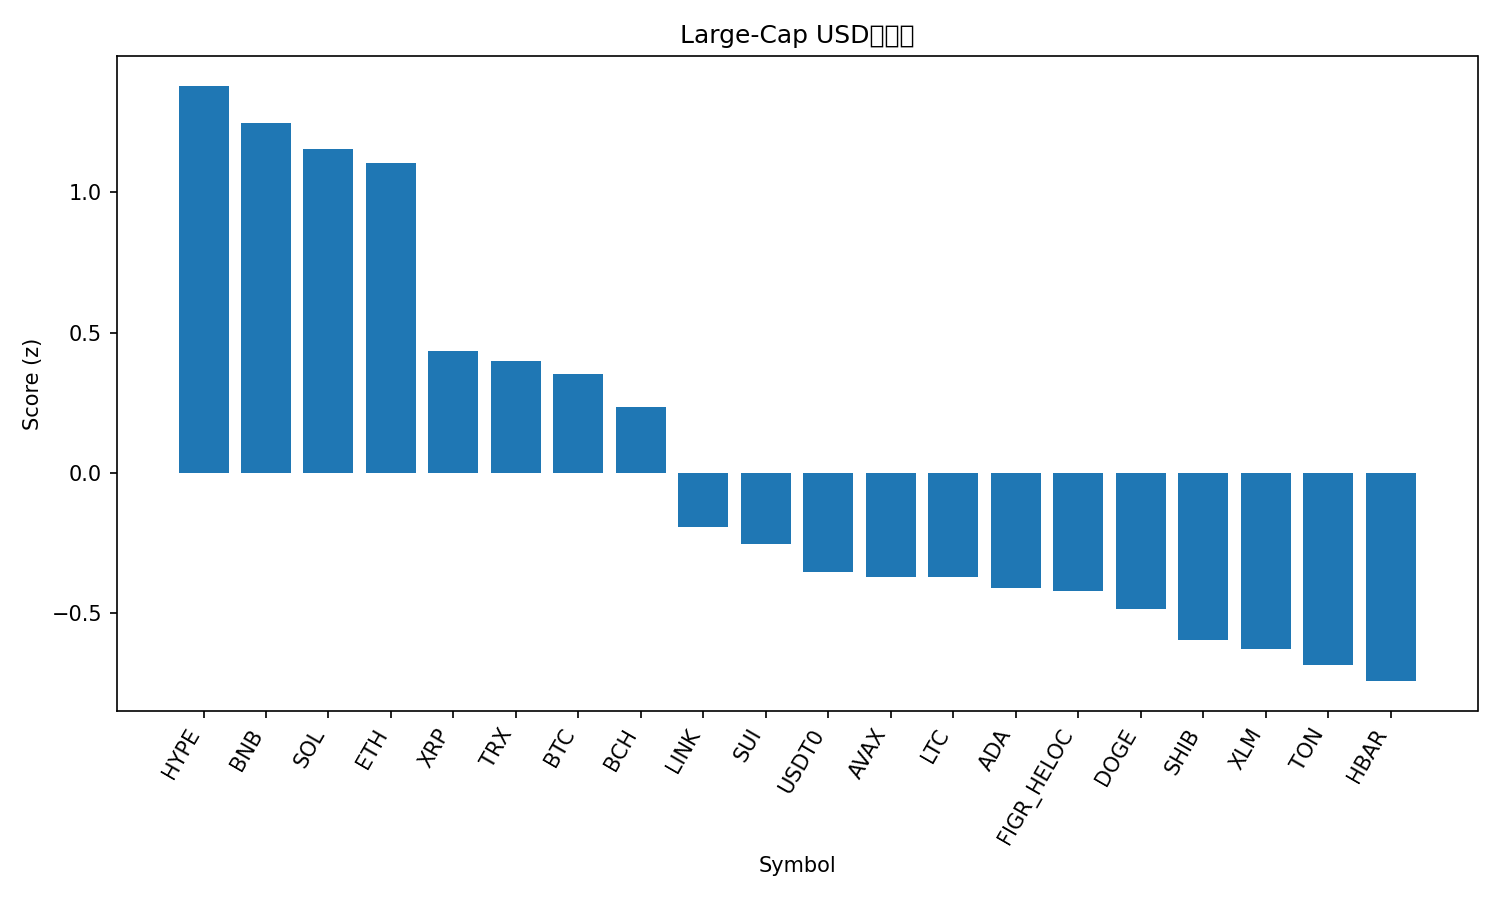 Large-Cap USD
1.0
0.5
0.0
−0.5
Score (z)
HYPE
BNB
SOL
ETH
XRP
TRX
BTC
BCH
LINK
SUI
USDT0
AVAX
LTC
ADA
FIGR_HELOC
DOGE
SHIB
XLM
TON
HBAR
Symbol